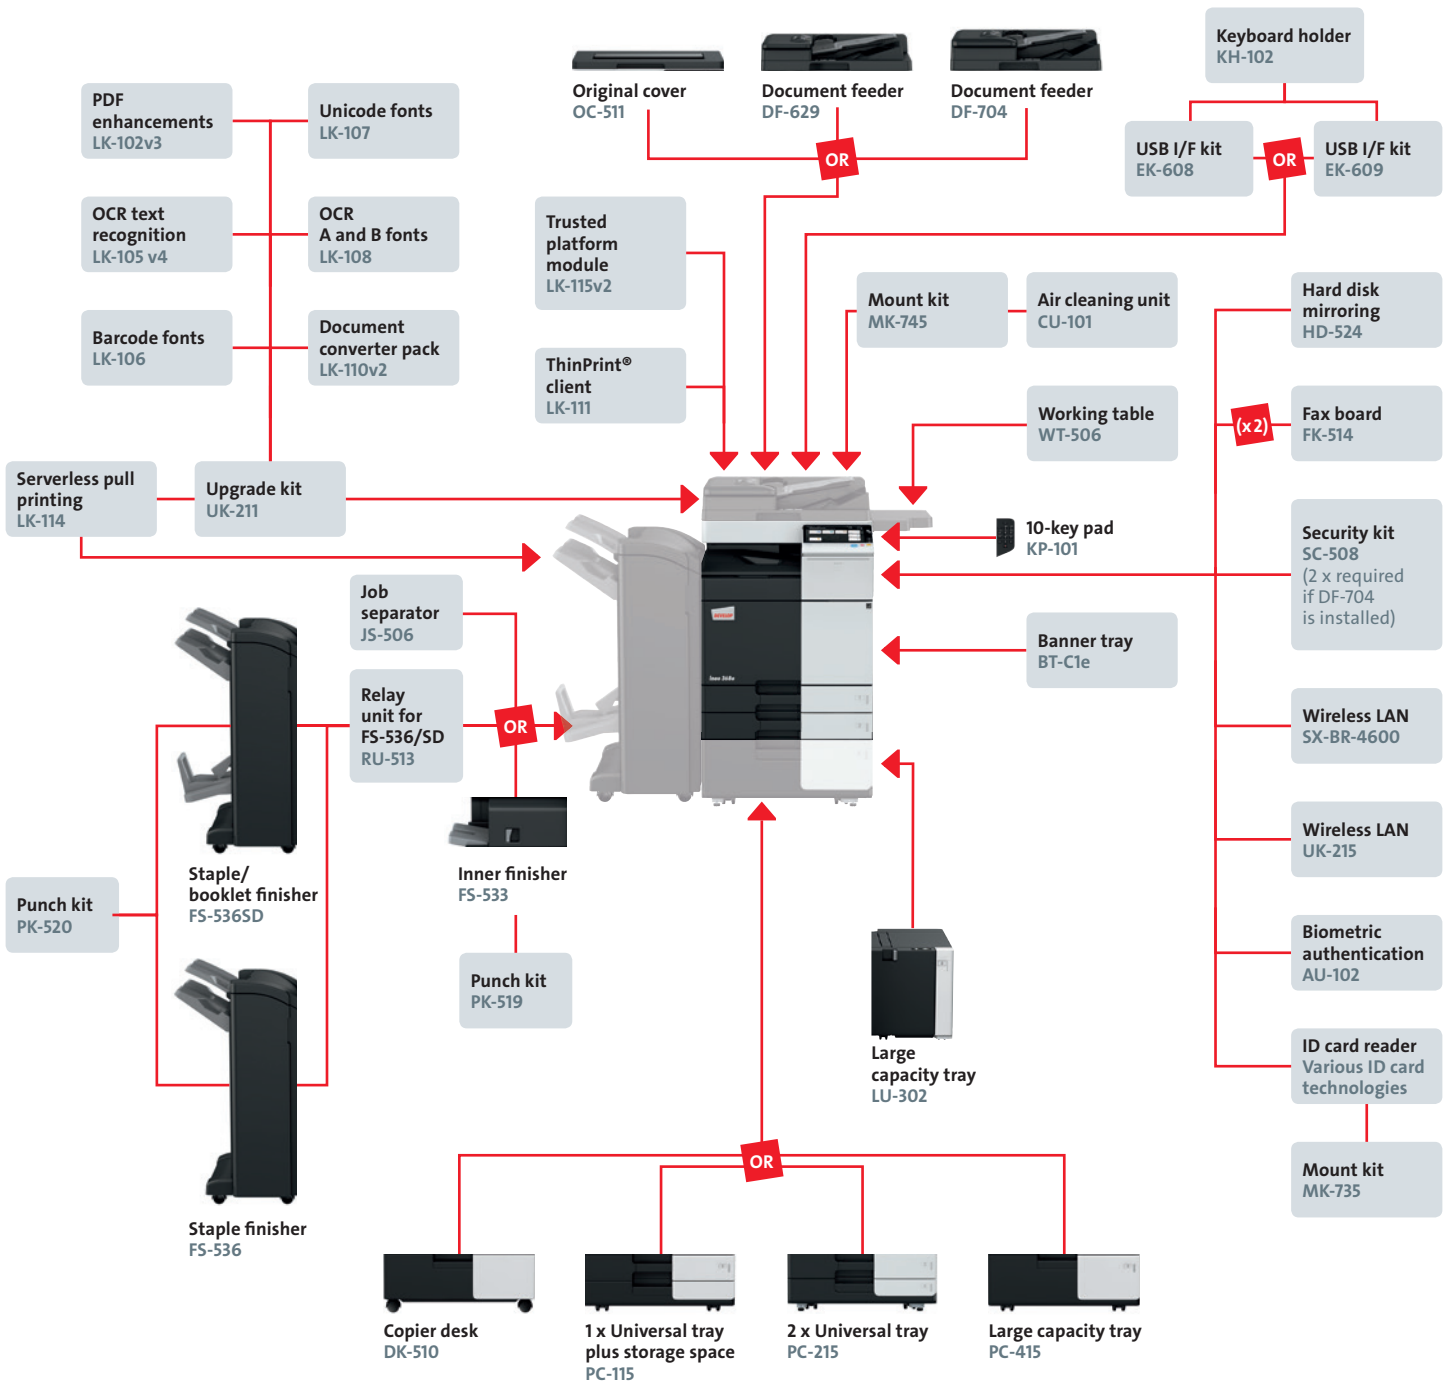 Keyboard holder
KH-102
Original cover
OC-511
Document feeder
DF-629
Document feeder
DF-704
PDF
enhancements
LK-102v3
Unicode fonts
LK-107
OR
USB I/F kit
EK-608
OR
USB I/F kit
EK-609
OCR text
recognition
LK-105 v4
OCR
A and B fonts
LK-108
Trusted
platform
module
LK-115v2
Mount kit
MK-745
Air cleaning unit
CU-101
Hard disk
mirroring
HD-524
Barcode fonts
LK-106
Document
converter pack
LK-110v2
ThinPrint®
client
LK-111
Working table
WT-506
(x2)
Fax board
FK-514
Serverless pull
printing
LK-114
Upgrade kit
UK-211
10-key pad
KP-101
Security kit
SC-508
(2 x required
if DF-704
is installed)
Job
separator
JS-506
Banner tray
BT-C1e
Relay
unit for
FS-536/SD
RU-513
OR
Wireless LAN
SX-BR-4600
Wireless LAN
UK-215
Staple/
booklet finisher
FS-536SD
Inner finisher
FS-533
Punch kit
PK-520
Punch kit
PK-519
Biometric
authentication
AU-102
Large
capacity tray
LU-302
ID card reader
Various ID card
technologies
Mount kit
MK-735
OR
Staple finisher
FS-536
Copier desk
DK-510
1 x Universal tray
plus storage space
PC-115
2 x Universal tray
PC-215
Large capacity tray
PC-415